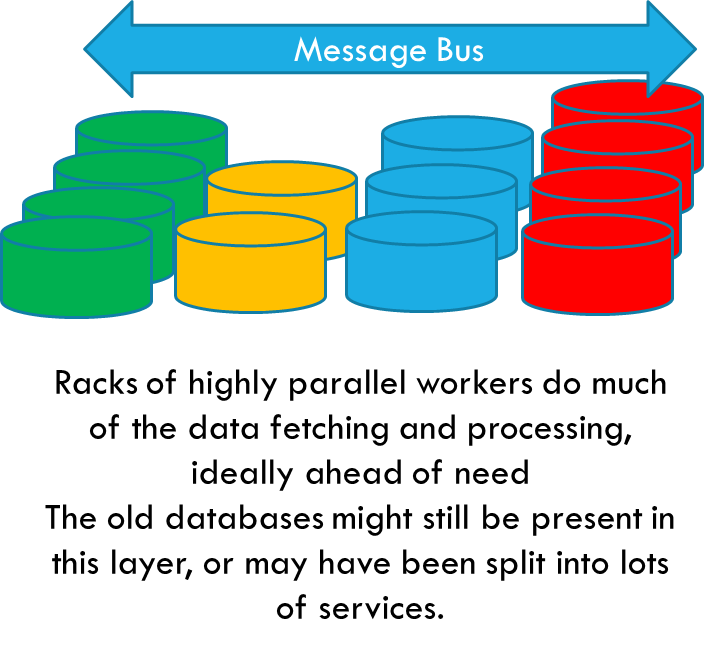 Message Bus
Racks of highly parallel workers do much
of the data fetching and processing,
ideally ahead of need
The old databases might still be present in
this layer, or may have been split into lots
of services.